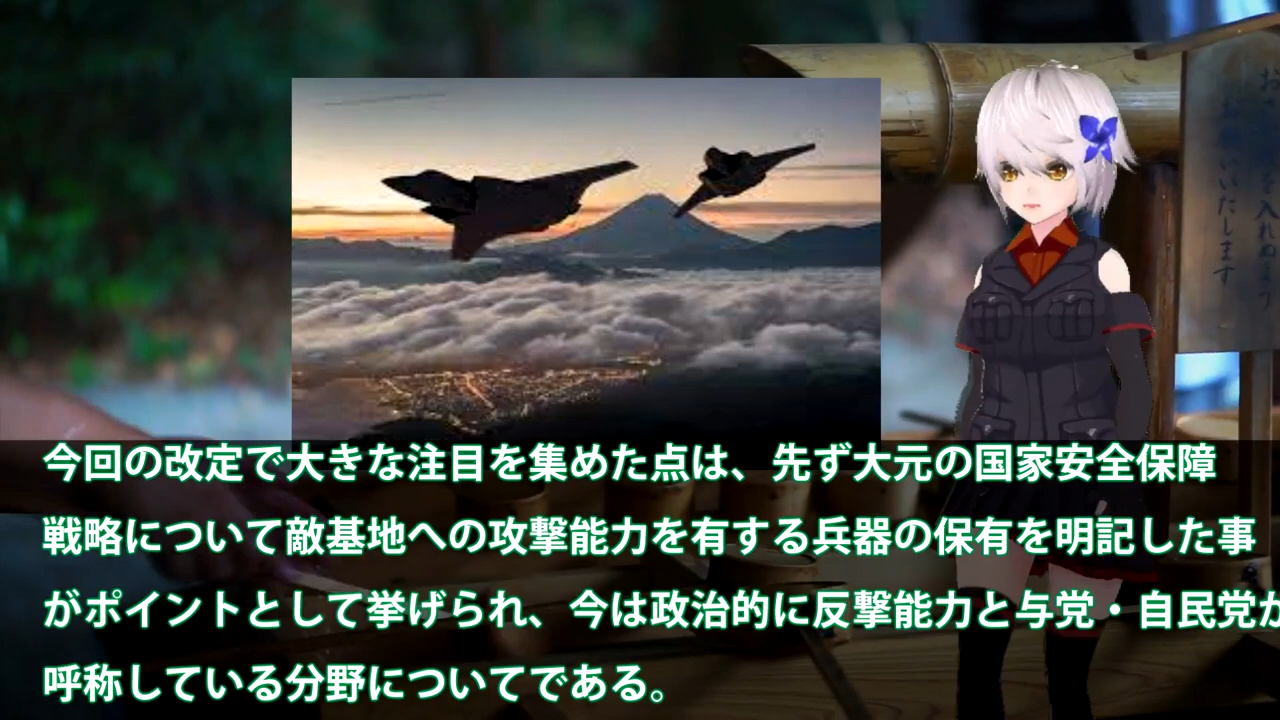 今回の改定で大きな注目を集めた点は、先ず大元の国家安全保障
戦略について敵基地への攻撃能力を有する兵器の保有を明記した事
がポイントとして挙げられ、今は政治的に反撃能力と与党・自民党が
呼称している分野についてである。
いたします